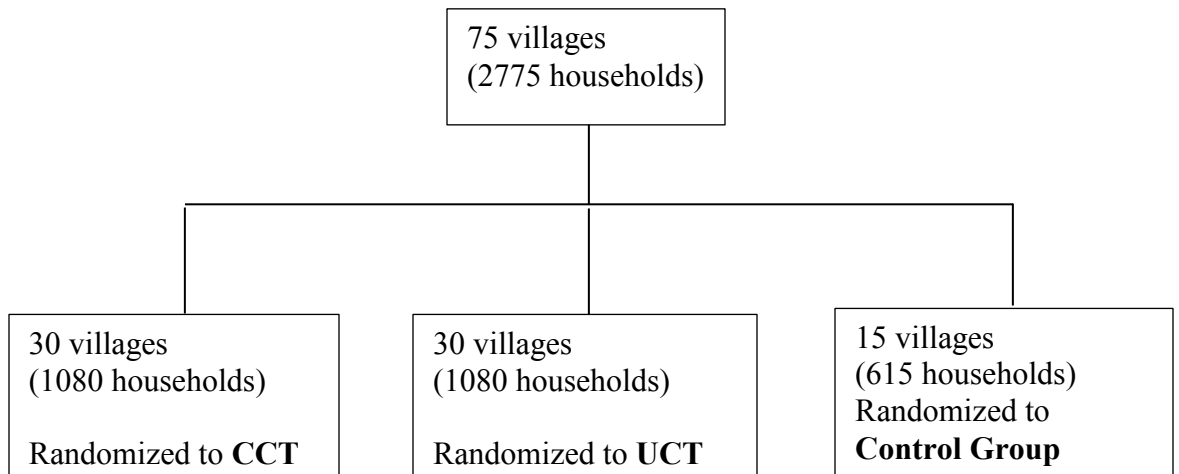 75 villages
(2775 households)
30 villages
(1080 households)
Randomized to CCT
30 villages
(1080 households)
Randomized to UCT
15 villages
(615 households)
Randomized to
Control Group